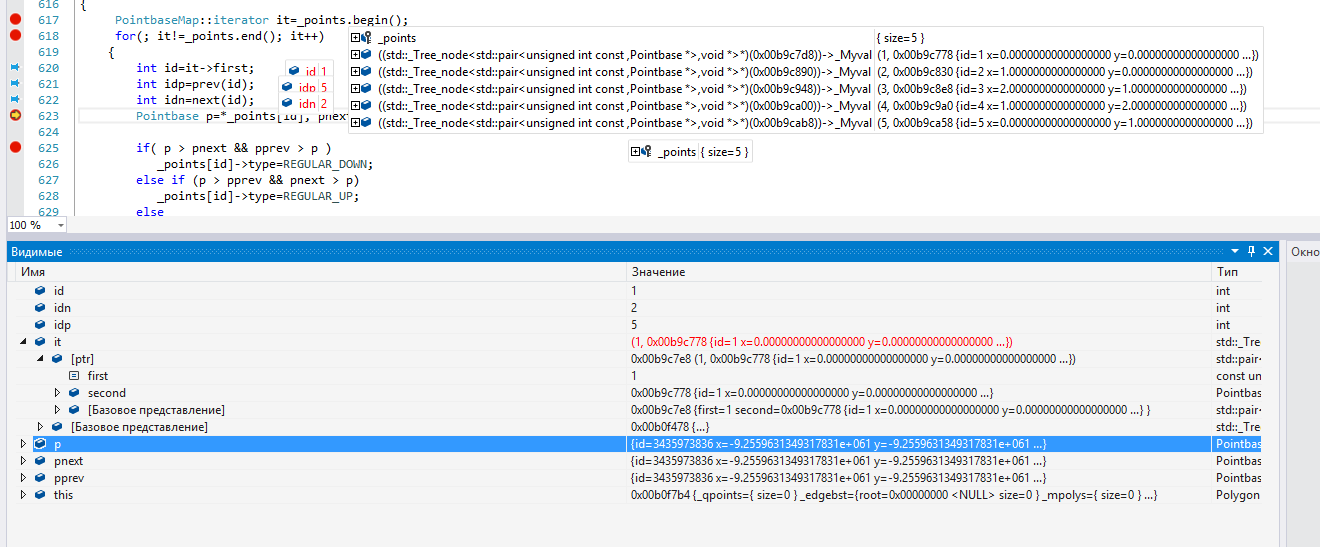 616 {
617 PointbaseMap::iterator it=_points.begin();
618 for(; it!=_points.end(); it++)
_points { size=5 }
619 {
((std::_Tree_node<std::pair<unsigned int const ,Pointbase *>,void *>*)(0x00b9c7d8))->_Myval (1, 0x00b9c778 {id=1 x=0.00000000000000000 y=0.00000000000000000 ...})
620 int id=it->first;
id 1
((std::_Tree_node<std::pair<unsigned int const ,Pointbase *>,void *>*)(0x00b9c890))->_Myval (2, 0x00b9c830 {id=2 x=1.00000000000000000 y=0.00000000000000000 ...})
621 int idp=prev(id);
idp 5
((std::_Tree_node<std::pair<unsigned int const ,Pointbase *>,void *>*)(0x00b9c948))->_Myval (3, 0x00b9c8e8 {id=3 x=2.00000000000000000 y=1.00000000000000000 ...})
622 int idn=next(id);
idn 2
((std::_Tree_node<std::pair<unsigned int const ,Pointbase *>,void *>*)(0x00b9ca00))->_Myval (4, 0x00b9c9a0 {id=4 x=1.00000000000000000 y=2.00000000000000000 ...})
623 Pointbase p=*_points[id], pnext
((std::_Tree_node<std::pair<unsigned int const ,Pointbase *>,void *>*)(0x00b9cab8))->_Myval (5, 0x00b9ca58 {id=5 x=0.00000000000000000 y=1.00000000000000000 ...})
624
_points { size=5 }
625 if( p > pnext && pprev > p )
626 _points[id]->type=REGULAR_DOWN;
627 else if (p > pprev && pnext > p)
628 _points[id]->type=REGULAR_UP;
629 else
100 %
Видимые
Окно
Имя Значение Тип
id 1 int
idn 2 int
idp 5 int
it (1, 0x00b9c778 {id=1 x=0.00000000000000000 y=0.00000000000000000 ...}) std::_Tre
[ptr] 0x00b9c7e8 (1, 0x00b9c778 {id=1 x=0.00000000000000000 y=0.00000000000000000 ...}) std::pair<
first 1 const un
second 0x00b9c778 {id=1 x=0.00000000000000000 y=0.00000000000000000 ...} Pointbas
[Базовое представление] 0x00b9c7e8 {first=1 second=0x00b9c778 {id=1 x=0.00000000000000000 y=0.00000000000000000 ...} } std::pair<
[Базовое представление] 0x00b0f478 {...} std::_Tre
p {id=3435973836 x=-9.2559631349317831e+061 y=-9.2559631349317831e+061 ...} Pointbas
pnext {id=3435973836 x=-9.2559631349317831e+061 y=-9.2559631349317831e+061 ...} Pointbas
pprev {id=3435973836 x=-9.2559631349317831e+061 y=-9.2559631349317831e+061 ...} Pointbas
this 0x00b0f7b4 {_qpoints={ size=0 } _edgebst={root=0x00000000 <NULL> size=0 } _mpolys={ size=0 } ...} Polygon